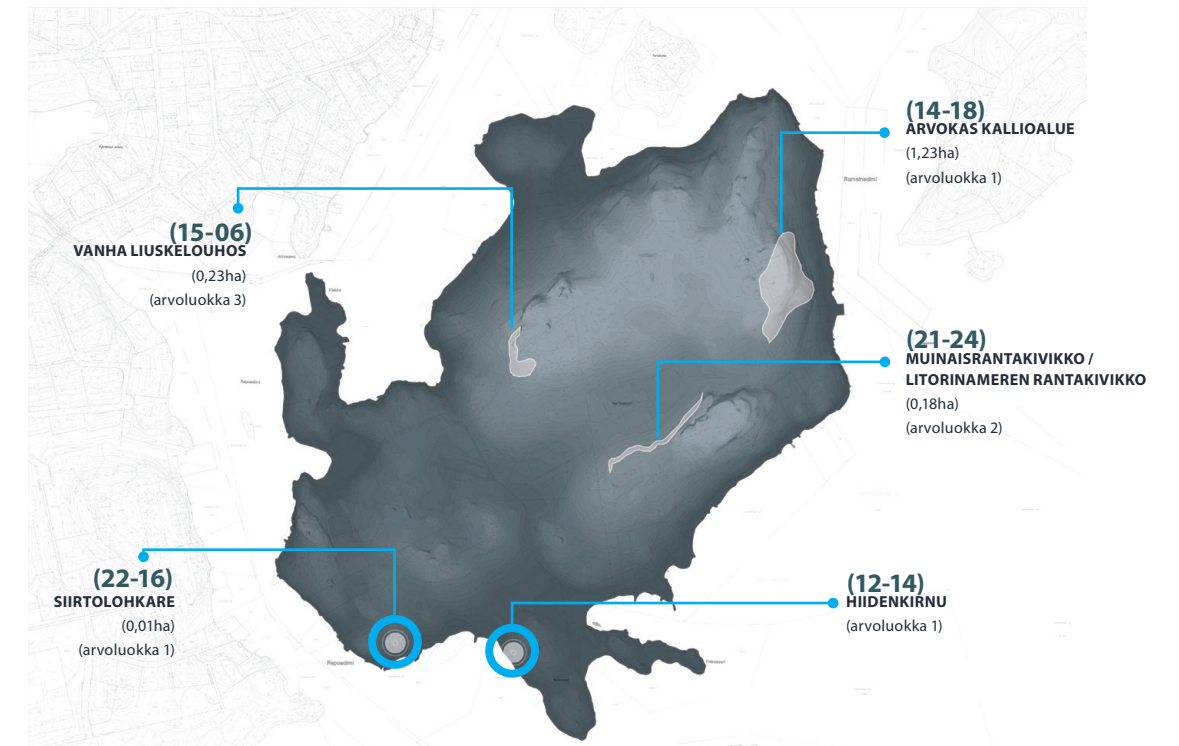 (14-18)
ARVOKAS KALLIOALUE
(1,23ha)
(arvoluokka 1)
(15-06)
VANHA LIUSKELOUHOS
(0,23ha)
(arvoluokka 3)
(21-24)
MUINAISRANTAKIVIKKO /
LITORINAMEREN RANTAKIVIKKO
(0,18ha)
(arvoluokka 2)
(22-16)
SIIRTOLOHKARE
(0,01ha)
(arvoluokka 1)
(12-14)
HIIDENKIRNU
(arvoluokka 1)